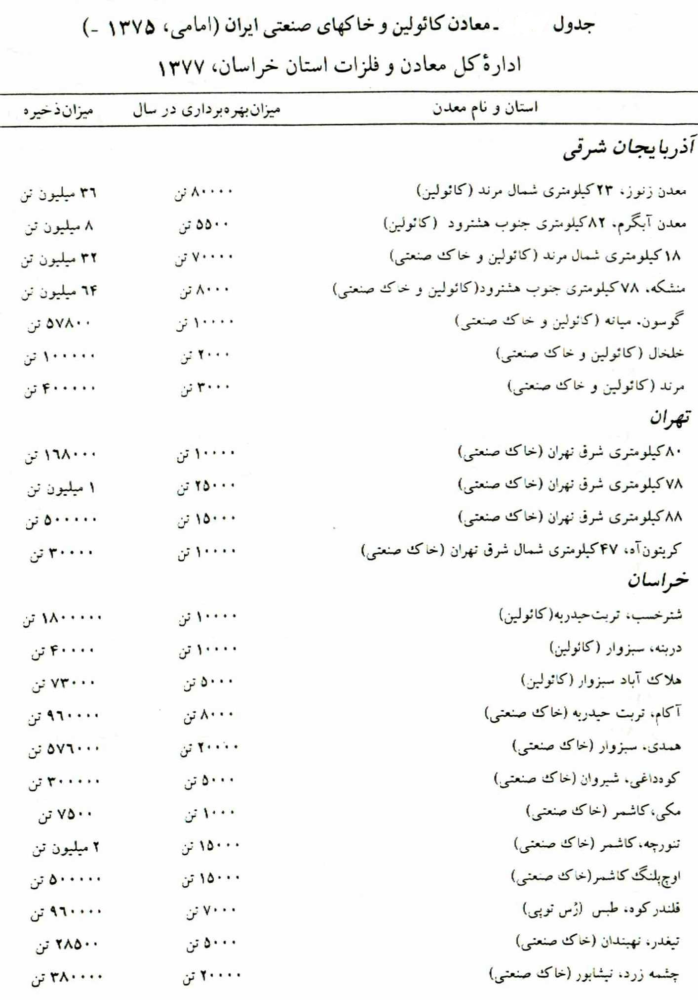 جدول ـ معادن کائولین و خاکهای صنعتی ایران (امامی، ۱۳۷۵ ـ)
ادارهٔ کل معادن و فلزات استان خراسان، ۱۳۷۷
استان و نام معدن میزان‌بهره‌برداری در سال میزان‌ذخیره
آذربایجان شرقی
معدن زنوز، ۲۳ کیلومتری شمال مرند (کائولین) ۸۰۰۰۰ تن ۳۶ میلیون تن
معدن آبگرم، ۸۲ کیلومتری جنوب هشترود (کائولین) ۵۵۰۰ تن ۸ میلیون تن
۱۸ کیلومتری شمال مرند (کائولین و خاک صنعتی) ۷۰۰۰۰ تن ۳۲ میلیون تن
منشکه، ۷۸ کیلومتری جنوب هشترود (کائولین و خاک صنعتی) ۸۰۰۰ تن ۶۴ میلیون تن
گوسون، میانه (کائولین و خاک صنعتی) ۱۰۰۰۰ تن ۵۷۸۰۰ تن
خلخال (کائولین و خاک صنعتی) ۲۰۰۰ تن ۱۰۰۰۰۰ تن
مرند (کائولین و خاک صنعتی) ۳۰۰۰ تن ۴۰۰۰۰۰ تن
تهران
۸۰ کیلومتری شرق تهران (خاک صنعتی) ۱۰۰۰۰ تن ۱۶۸۰۰۰ تن
۷۸ کیلومتری شرق تهران (خاک صنعتی) ۲۵۰۰۰ تن ۱ میلیون تن
۸۸ کیلومتری شرق تهران (خاک صنعتی) ۱۵۰۰۰ تن ۵۰۰۰۰۰ تن
کریتون‌آه، ۴۷ کیلومتری شمال شرق تهران (خاک صنعتی) ۱۰۰۰۰ تن ۳۰۰۰۰ تن
خراسان
شترخسب، تربت‌حیدریه (کائولین) ۱۰۰۰۰ تن ۱۸۰۰۰۰۰ تن
دربنه، سبزوار (کائولین) ۱۰۰۰۰ تن ۴۰۰۰۰ تن
هلاک آباد سبزوار (کائولین) ۵۰۰۰ تن ۷۳۰۰۰ تن
آکام، تربت حیدریه (خاک صنعتی) ۸۰۰۰ تن ۹۶۰۰۰۰ تن
همدی، سبزوار (خاک صنعتی) ۲۰۰۰۰ تن ۵۷۶۰۰۰ تن
کوه‌داغی، شیروان (خاک صنعتی) ۵۰۰۰ تن ۳۰۰۰۰۰ تن
مکی، کاشمر (خاک صنعتی) ۱۰۰۰ تن ۷۵۰۰ تن
تنورچه، کاشمر (خاک صنعتی) ۱۵۰۰۰ تن ۲ میلیون تن
اوچ‌پلنگ کاشمر (خاک صنعتی) ۱۵۰۰۰ تن ۵۰۰۰۰۰ تن
قلندر کوه، طبس (رُس توپی) ۷۰۰۰ تن ۹۶۰۰۰۰ تن
تیغدر، نهبندان (خاک صنعتی) ۵۰۰۰ تن ۲۸۵۰۰ تن
چشمه زرد، نیشابور (خاک صنعتی) ۲۰۰۰۰ تن ۳۸۰۰۰۰ تن